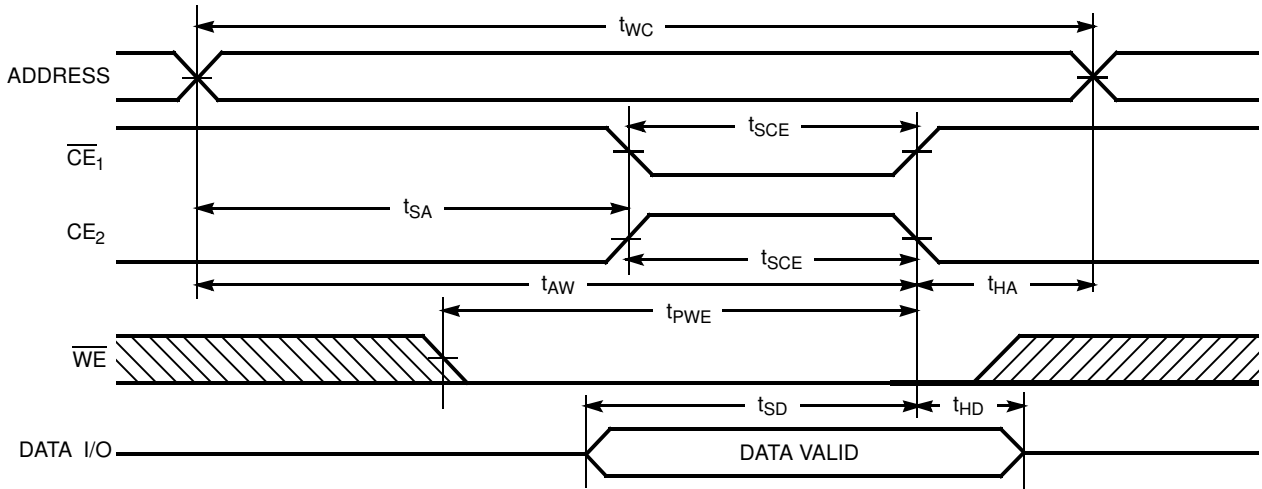 tWC
ADDRESS
tSCE
CE1
tSA
CE2
tSCE
tAW
tHA
tPWE
WE
tSD
tHD
DATA I/O
DATA VALID